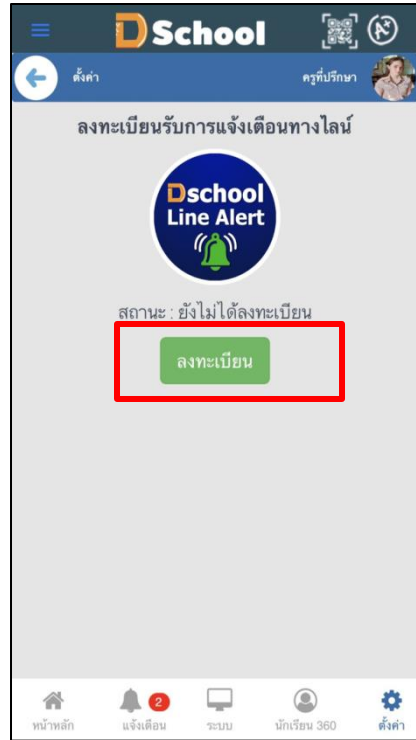 DSchool
A+
ตั้งค่า
ครูที่ปรึกษา
ลงทะเบียนรับการแจ้งเตือนทางไลน์
Dschool
Line Alert
สถานะ : ยังไม่ได้ลงทะเบียน
ลงทะเบียน
2
หน้าหลัก
แจ้งเตือน
ระบบ
นักเรียน 360
ตั้งค่า